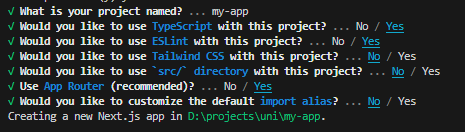 √ What is your project named? ... my-app
√ Would you like to use TypeScript with this project? ... No / Yes
√ Would you like to use ESLint with this project? ... No / Yes
√ Would you like to use Tailwind CSS with this project? ... No / Yes
√ Would you like to use `src/` directory with this project? ... No / Yes
√ Use App Router (recommended)? ... No / Yes
√ Would you like to customize the default import alias? ... No / Yes
Creating a new Next.js app in D:\projects\uni\my-app.